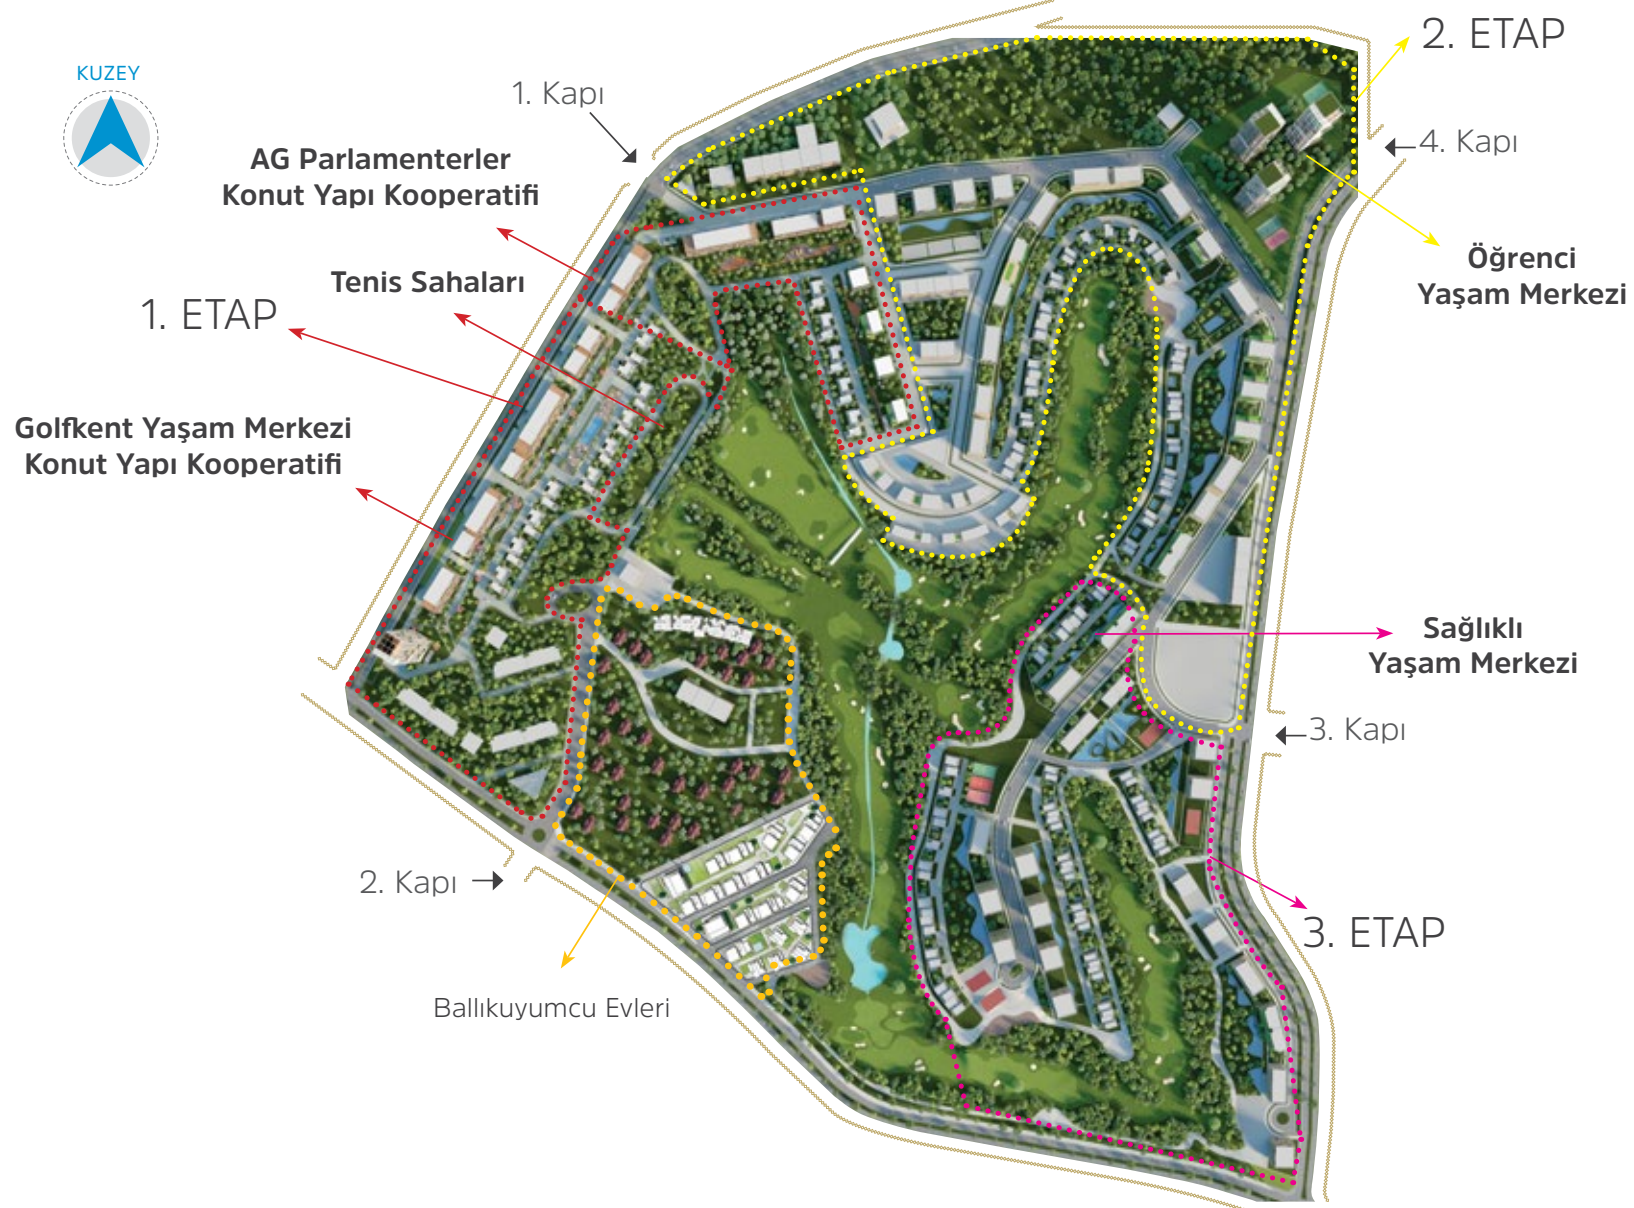 2. ETAP
KUZEY
1. Kapı
4. Kapı
AG Parlamenterler
Konut Yapı Kooperatifi
Öğrenci
Yaşam Merkezi
Tenis Sahaları
1. ETAP
Golfkent Yaşam Merkezi
Konut Yapı Kooperatifi
Sağlıklı
Yaşam Merkezi
3. Kapı
2. Kapı
3. ETAP
Ballıkuyumcu Evleri